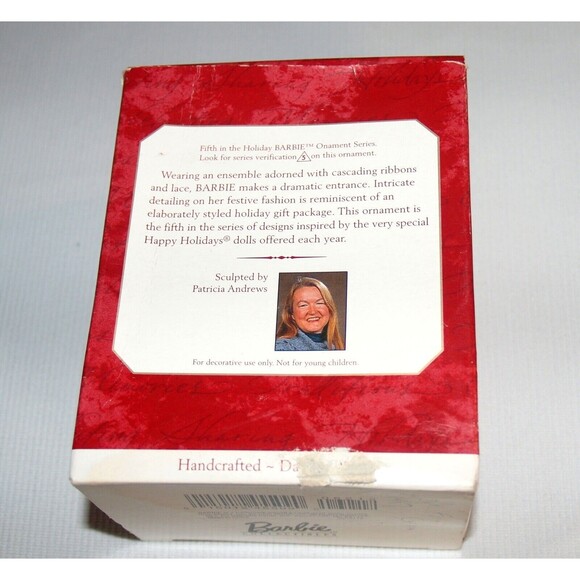 Fifth in the Holiday BARBIE™ Ornament Series.
Look for series verification 5 on this ornament.
Wearing an ensemble adorned with cascading ribbons
and lace, BARBIE makes a dramatic entrance. Intricate
detailing on her festive fashion is reminiscent of an
elaborately styled holiday gift package. This ornament is
the fifth in the series of designs inspired by the very special
Happy Holidays® dolls offered each year.
Sculpted by
Patricia Andrews
For decorative use only. Not for young children.
Handcrafted ~ Da
Barbie